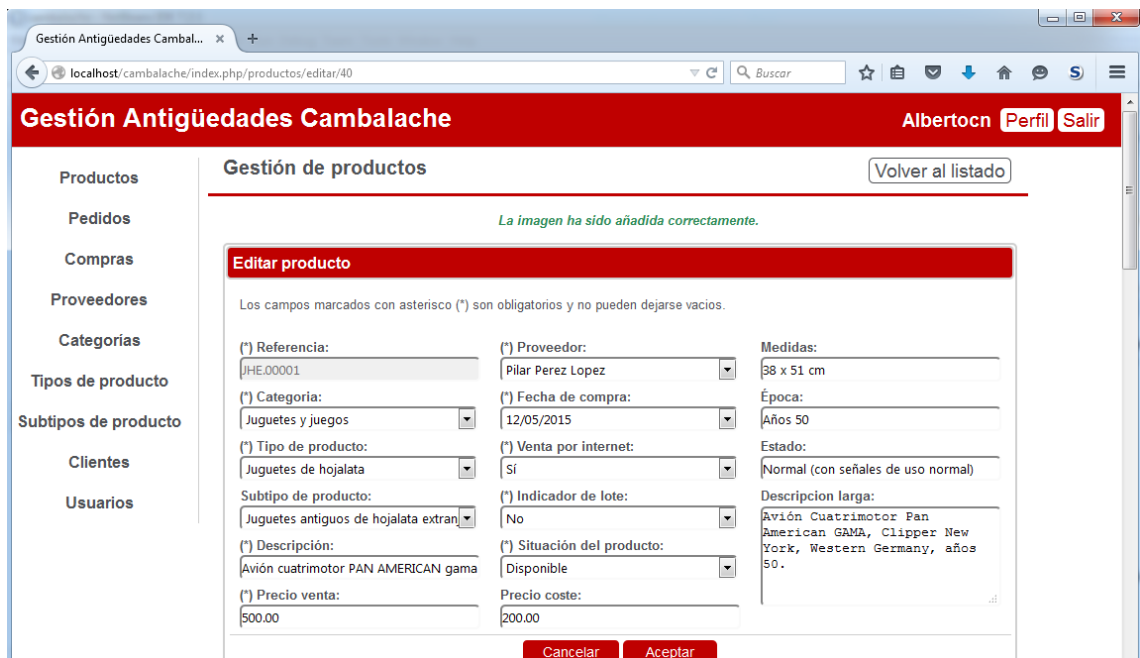 Gestión Antigüedades Cambal...
localhost/cambalache/index.php/productos/editar/40
Buscar
Gestión Antigüedades Cambalache
Albertocn Perfil Salir
Productos
Pedidos
Compras
Proveedores
Categorías
Tipos de producto
Subtipos de producto
Clientes
Usuarios
Gestión de productos
Volver al listado
La imagen ha sido añadida correctamente.
Editar producto
Los campos marcados con asterisco (*) son obligatorios y no pueden dejarse vacios.
(*) Referencia:
JHE.00001
(*) Categoria:
Juguetes y juegos
(*) Tipo de producto:
Juguetes de hojalata
Subtipo de producto:
Juguetes antiguos de hojalata extran
(*) Descripción:
Avión cuatrimotor PAN AMERICAN gama
(*) Precio venta:
500.00
(*) Proveedor:
Pilar Perez Lopez
(*) Fecha de compra:
12/05/2015
(*) Venta por internet:
Sí
(*) Indicador de lote:
No
(*) Situación del producto:
Disponible
Precio coste:
200.00
Medidas:
38 x 51 cm
Época:
Años 50
Estado:
Normal (con señales de uso normal)
Descripcion larga:
Avión Cuatrimotor Pan
American GAMA, Clipper New
York, Western Germany, años
50.
Cancelar
Aceptar